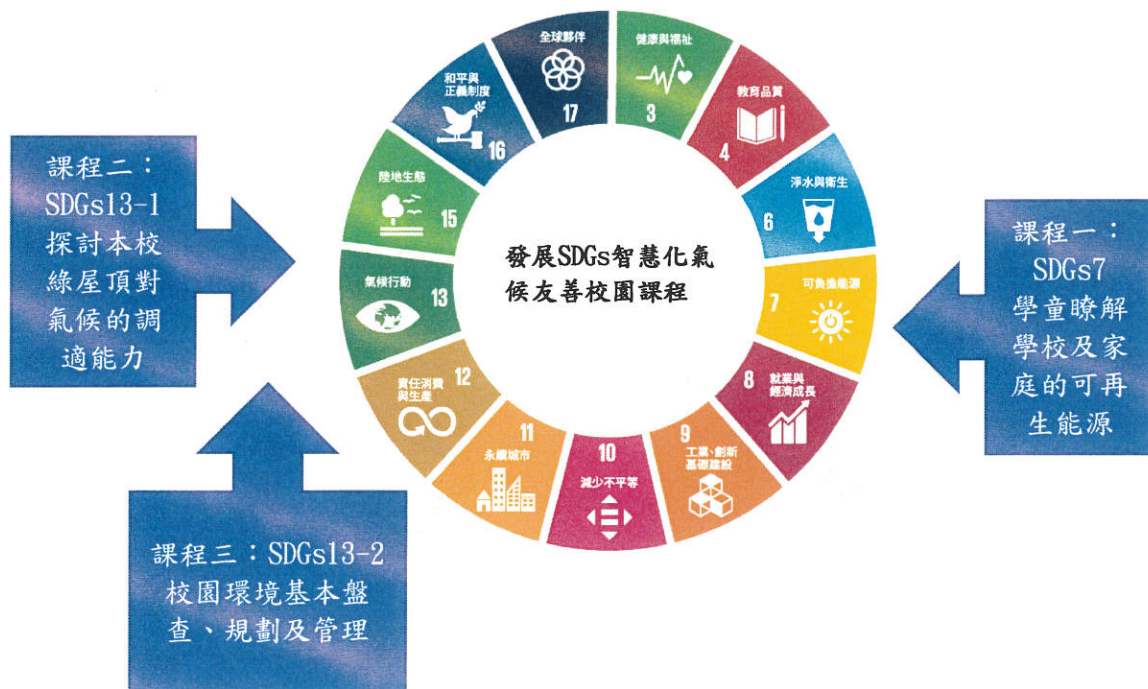 全球夥伴
17
健康與福祉
3
教育品質
4
淨水與衛生
6
可負擔能源
7
就業與
經濟成長
8
工業、創新
基礎建設
9
減少不平等
10
永續城市
11
責任消費
與生產
12
氣候行動
13
陸地生態
15
和平與
正義制度
16
發展SDGs智慧化氣
候友善校園課程
課程一：
SDGs7
學童瞭解
學校及家
庭的可再
生能源
課程二：
SDGs13-1
探討本校
綠屋頂對
氣候的調
適能力
課程三：SDGs13-2
校園環境基本盤
查、規劃及管理